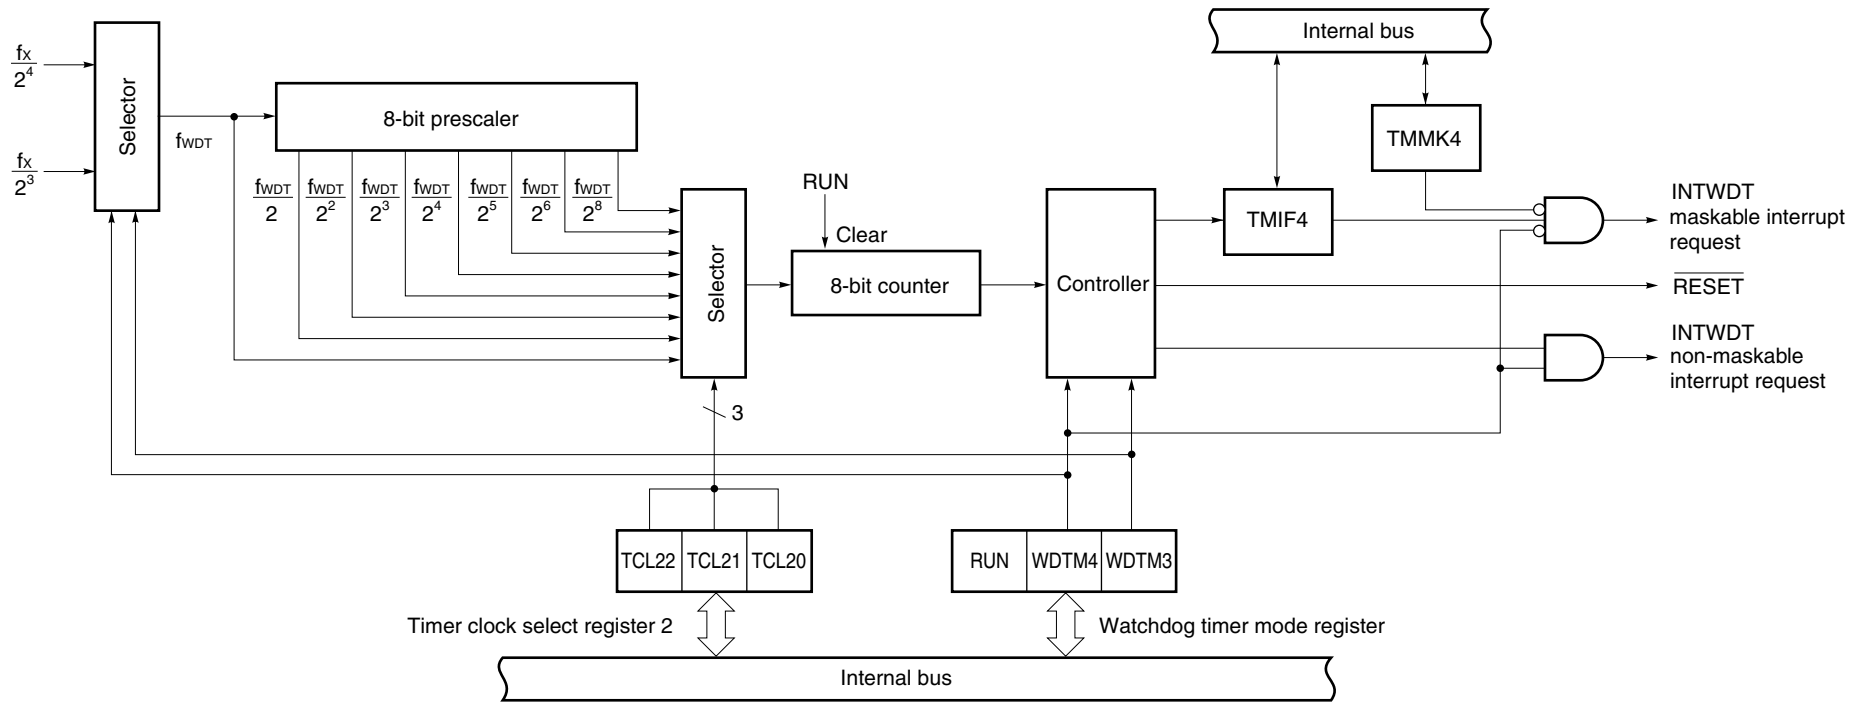 Internal bus
fX/2^4
Selector
8-bit prescaler
fWDT
TMMK4
fX/2^3
fWDT/2 fWDT/2^2 fWDT/2^3 fWDT/2^4 fWDT/2^5 fWDT/2^6 fWDT/2^8
RUN
Clear
Selector
8-bit counter
Controller
TMIF4
INTWDT
maskable interrupt
request
RESET
INTWDT
non-maskable
interrupt request
3
TCL22 TCL21 TCL20
RUN WDTM4 WDTM3
Timer clock select register 2
Watchdog timer mode register
Internal bus